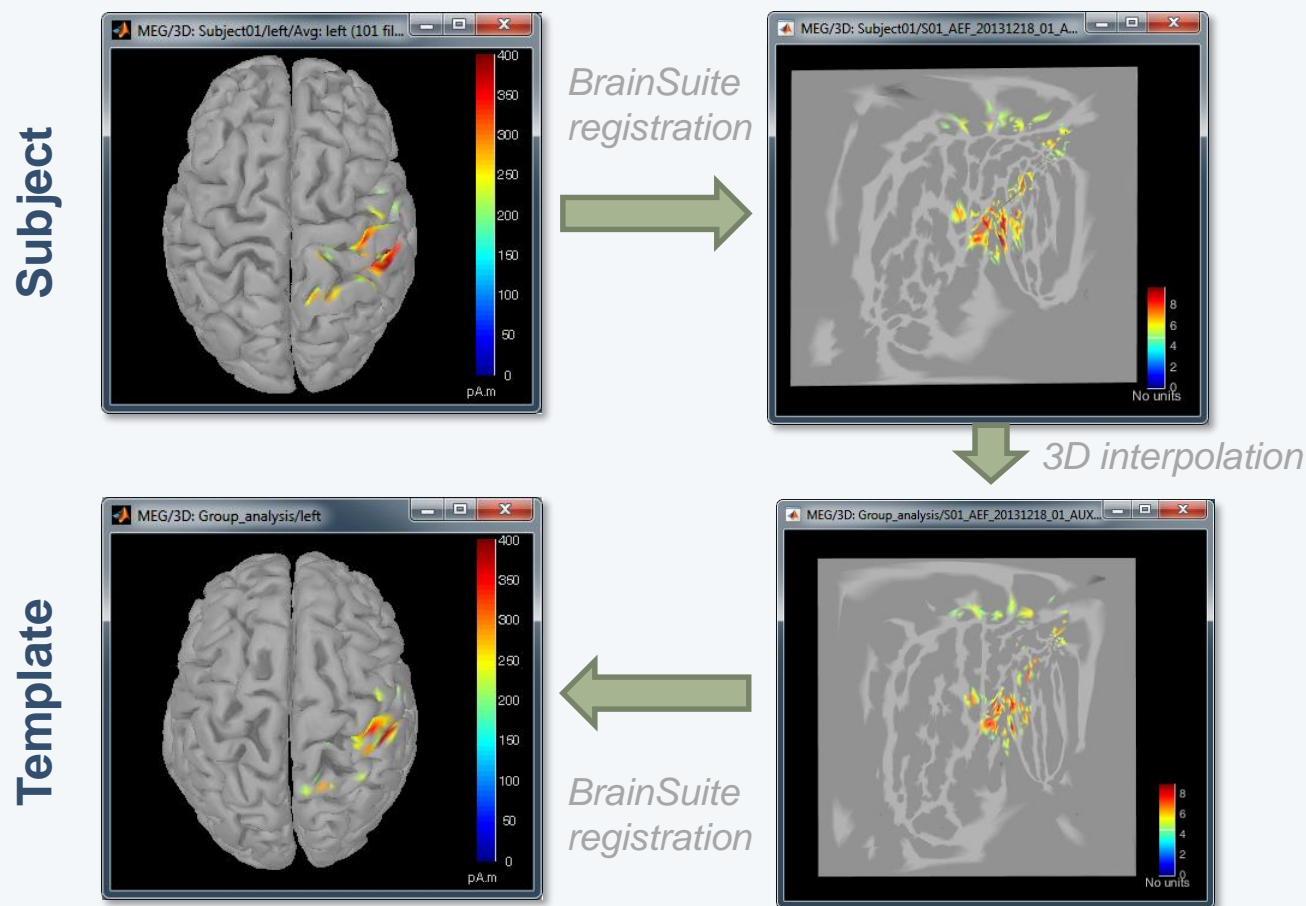 Subject
MEG/3D: Subject01/left/Avg: left (101 fil...
400
350
300
250
200
150
100
50
0
pA.m
BrainSuite
registration
MEG/3D: Subject01/S01_AEF_20131218_01_A...
8
6
4
2
0
No units
3D interpolation
Template
MEG/3D: Group_analysis/left
400
350
300
250
200
150
100
50
0
pA.m
BrainSuite
registration
MEG/3D: Group_analysis/S01_AEF_20131218_01_AUX...
8
6
4
2
0
No units